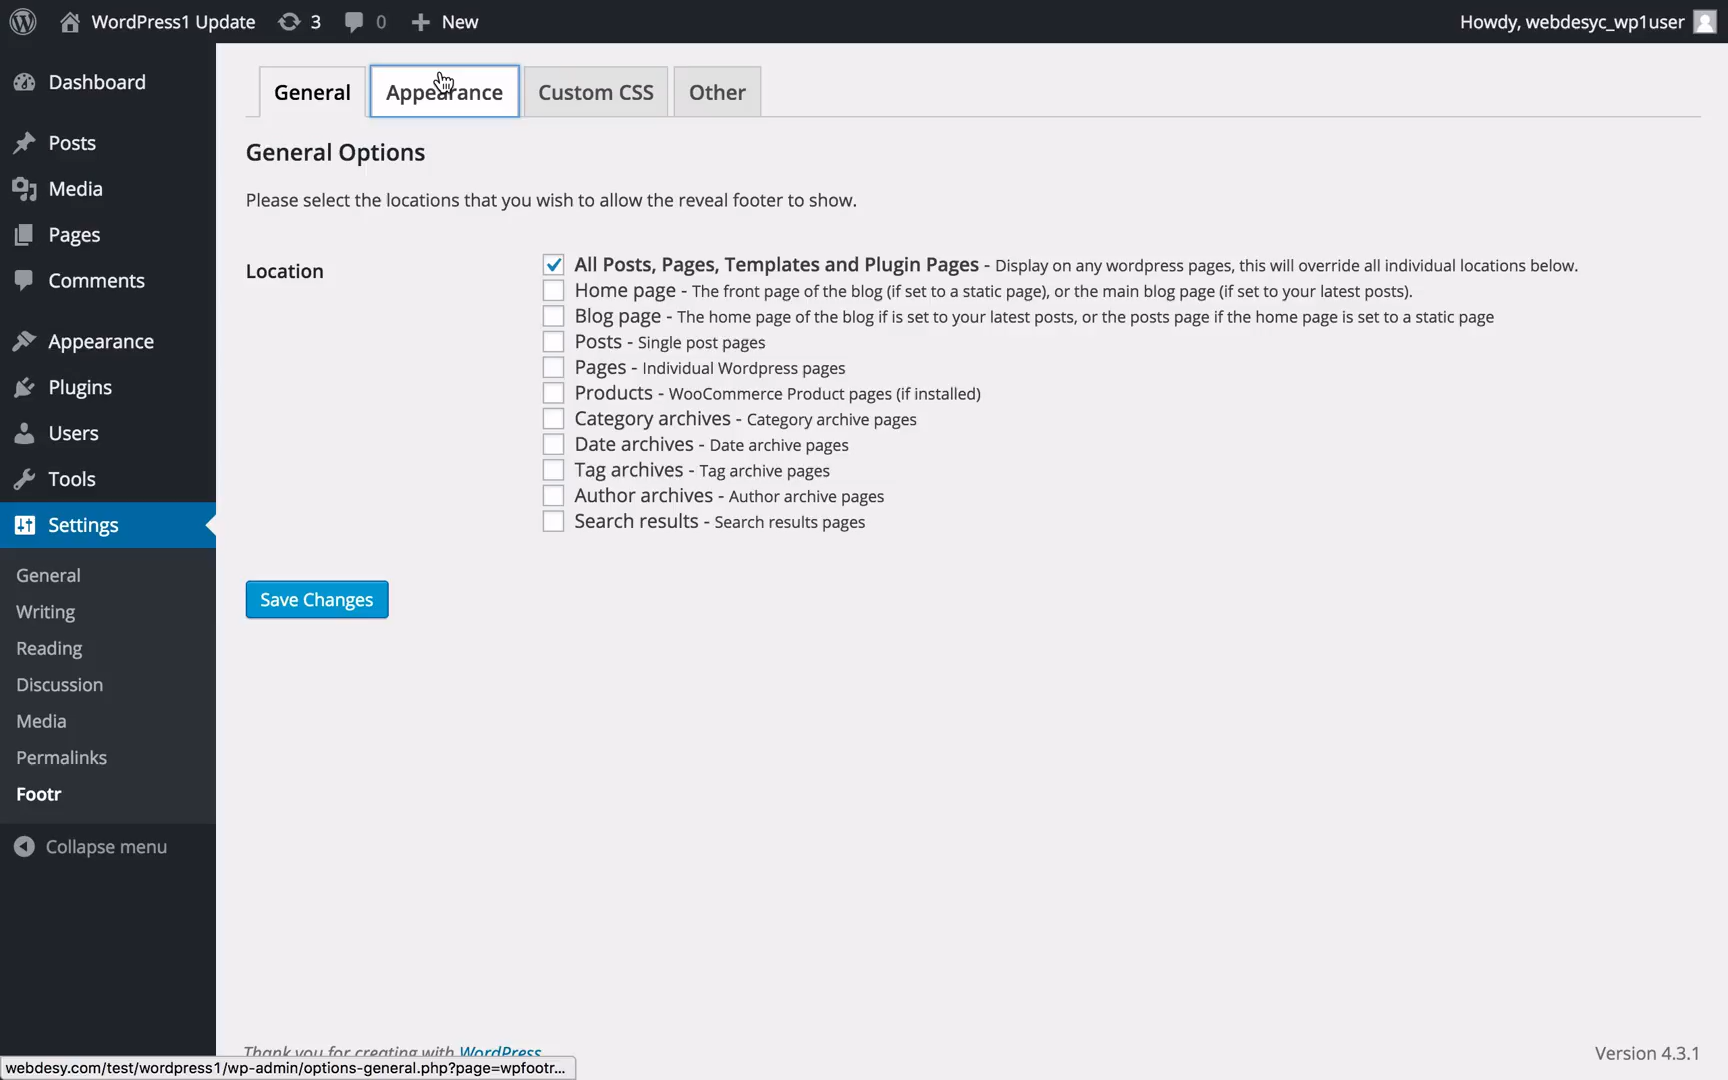 WordPress1 Update 3 0 New Howdy, webdesyc_wp1user
Dashboard
Posts
Media
Pages
Comments
Appearance
Plugins
Users
Tools
Settings
General
Writing
Reading
Discussion
Media
Permalinks
Footr
Collapse menu
General Appearance Custom CSS Other
General Options
Please select the locations that you wish to allow the reveal footer to show.
Location
All Posts, Pages, Templates and Plugin Pages - Display on any wordpress pages, this will override all individual locations below.
Home page - The front page of the blog (if set to a static page), or the main blog page (if set to your latest posts).
Blog page - The home page of the blog if is set to your latest posts, or the posts page if the home page is set to a static page
Posts - Single post pages
Pages - Individual Wordpress pages
Products - WooCommerce Product pages (if installed)
Category archives - Category archive pages
Date archives - Date archive pages
Tag archives - Tag archive pages
Author archives - Author archive pages
Search results - Search results pages
Save Changes
Thank you for creating with WordPress
Version 4.3.1
webdesy.com/test/wordpress1/wp-admin/options-general.php?page=wpfootr...